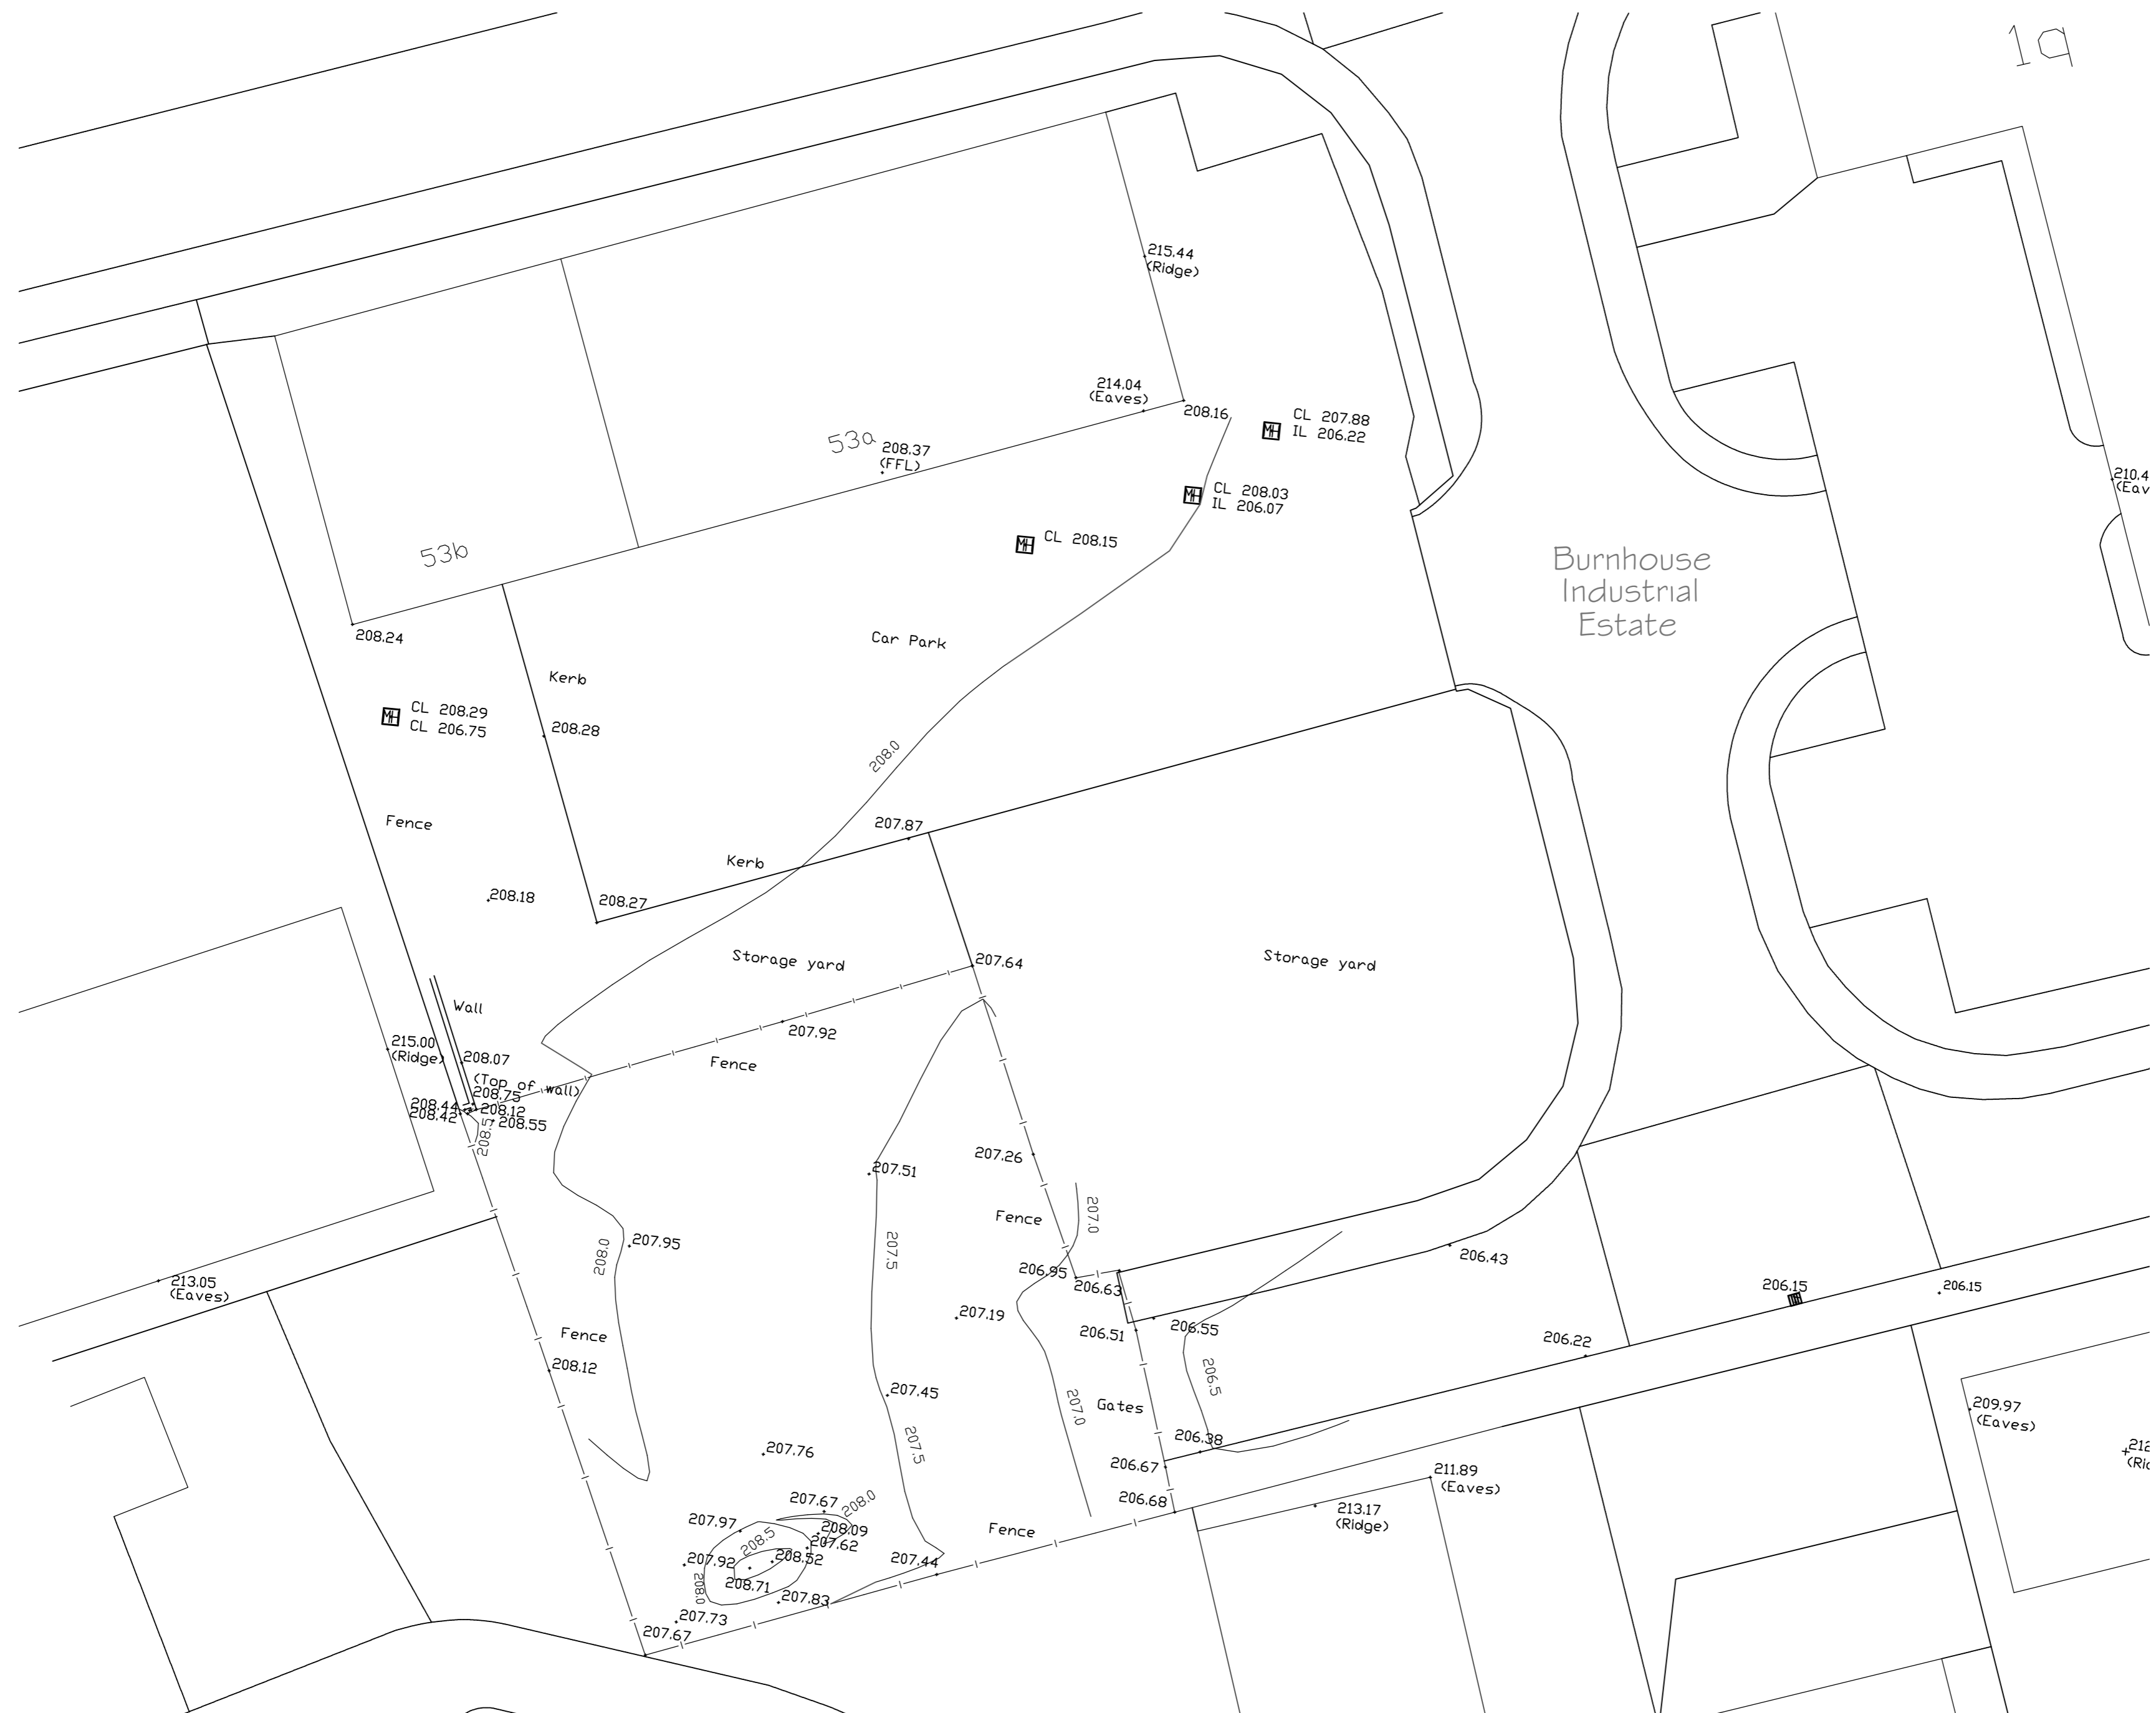 1a
215.44
(Ridge)
214.04
(Eaves)
208.16
CL 207.88
MH
IL 206.22
53a
208.37
(FFL)
210.4
(Eav
CL 208.03
MH
IL 206.07
CL 208.15
MH
53b
Burnhouse
Industrial
Estate
208.24
Car Park
Kerb
CL 208.29
MH
CL 206.75
208.28
208.0
Fence
207.87
Kerb
208.18
208.27
Storage yard
207.64
Storage yard
Wall
207.92
215.00
(Ridge)
208.07
Fence
(Top of wall)
208.75
208.44
208.12
208.42
208.55
208.5
207.26
207.51
207.0
Fence
207.95
208.0
207.5
206.43
206.95
213.05
(Eaves)
206.63
206.15
206.15
207.19
206.55
206.51
Fence
206.22
208.12
206.5
207.45
207.0
Gates
209.97
(Eaves)
206.38
207.76
207.5
212
(Ric
206.67
211.89
(Eaves)
207.67
208.0
206.68
213.17
(Ridge)
207.97
208.09
Fence
208.5
207.62
207.92
208.52
207.44
208.71
208.0
207.83
207.73
207.67